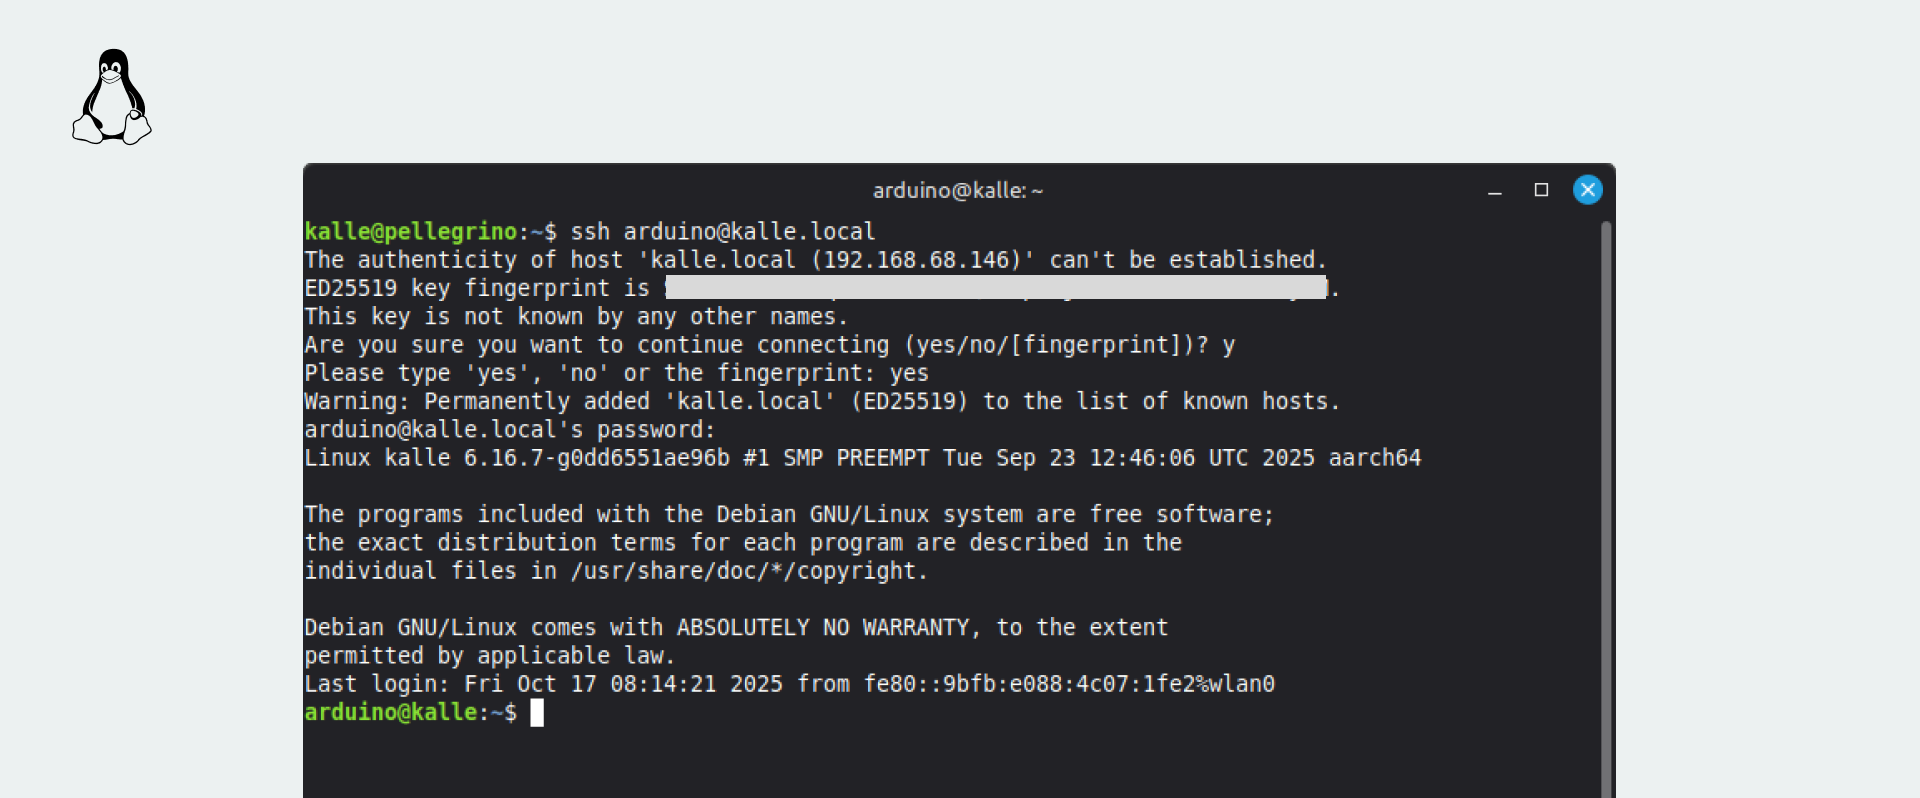 arduino@kalle: ~
kalle@pellegrino:~$ ssh arduino@kalle.local
The authenticity of host 'kalle.local (192.168.68.146)' can't be established.
ED25519 key fingerprint is .
This key is not known by any other names.
Are you sure you want to continue connecting (yes/no/[fingerprint])? y
Please type 'yes', 'no' or the fingerprint: yes
Warning: Permanently added 'kalle.local' (ED25519) to the list of known hosts.
arduino@kalle.local's password:
Linux kalle 6.16.7-g0dd6551ae96b #1 SMP PREEMPT Tue Sep 23 12:46:06 UTC 2025 aarch64
The programs included with the Debian GNU/Linux system are free software;
the exact distribution terms for each program are described in the
individual files in /usr/share/doc/*/copyright.
Debian GNU/Linux comes with ABSOLUTELY NO WARRANTY, to the extent
permitted by applicable law.
Last login: Fri Oct 17 08:14:21 2025 from fe80::9bfb:e088:4c07:1fe2%wlan0
arduino@kalle:~$